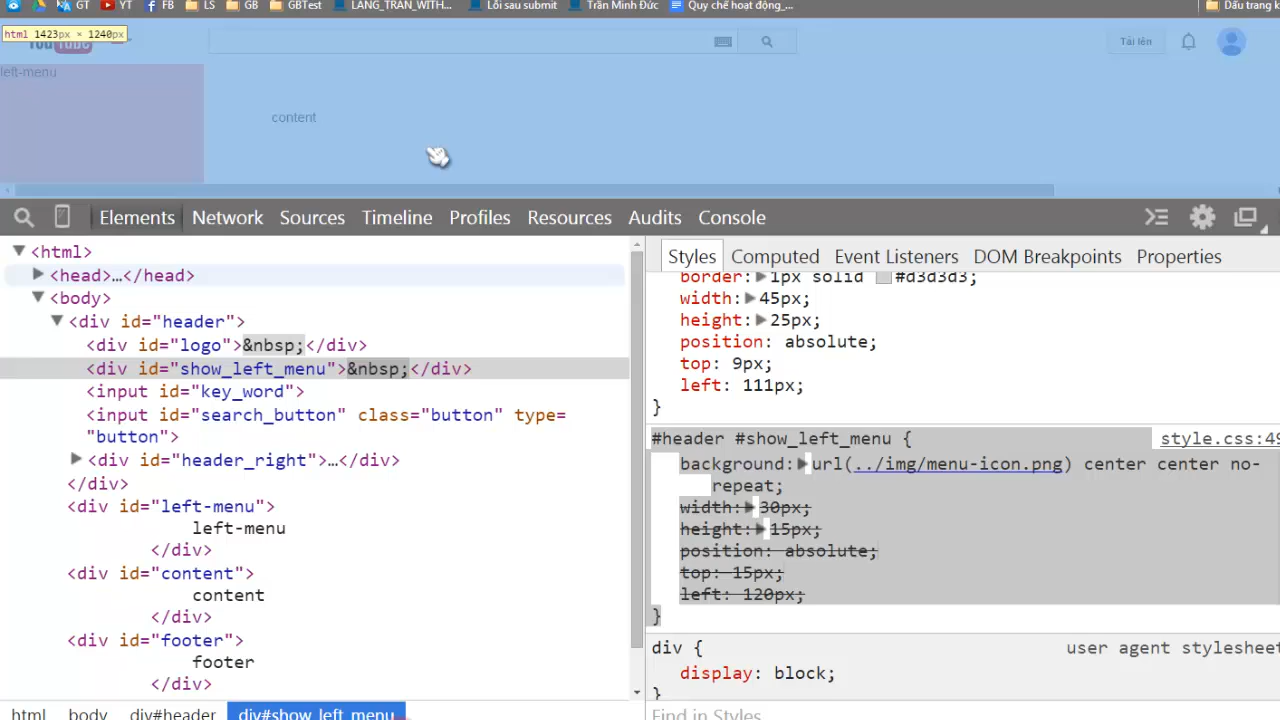 GT YT FB LS GB GBTest LANG_TRAN_WITH... Lỗi sau submit Trần Minh Đức Quy chế hoạt động_... Dấu trang k
html 1423px × 1240px
YouTube Tải lên
left-menu
content
Elements Network Sources Timeline Profiles Resources Audits Console
<html>
<head>…</head>
<body>
<div id="header">
<div id="logo">&nbsp;</div>
<div id="show_left_menu">&nbsp;</div>
<input id="key_word">
<input id="search_button" class="button" type=
"button">
<div id="header_right">…</div>
</div>
<div id="left-menu">
left-menu
</div>
<div id="content">
content
</div>
<div id="footer">
footer
</div>
html body div#header div#show_left_menu
Styles Computed Event Listeners DOM Breakpoints Properties
border: 1px solid #d3d3d3;
width: 45px;
height: 25px;
position: absolute;
top: 9px;
left: 111px;
}
#header #show_left_menu { style.css:49
background: url(../img/menu-icon.png) center center no-
repeat;
width: 30px;
height: 15px;
position: absolute;
top: 15px;
left: 120px;
}
div { user agent stylesheet
display: block;
}
Find in Styles